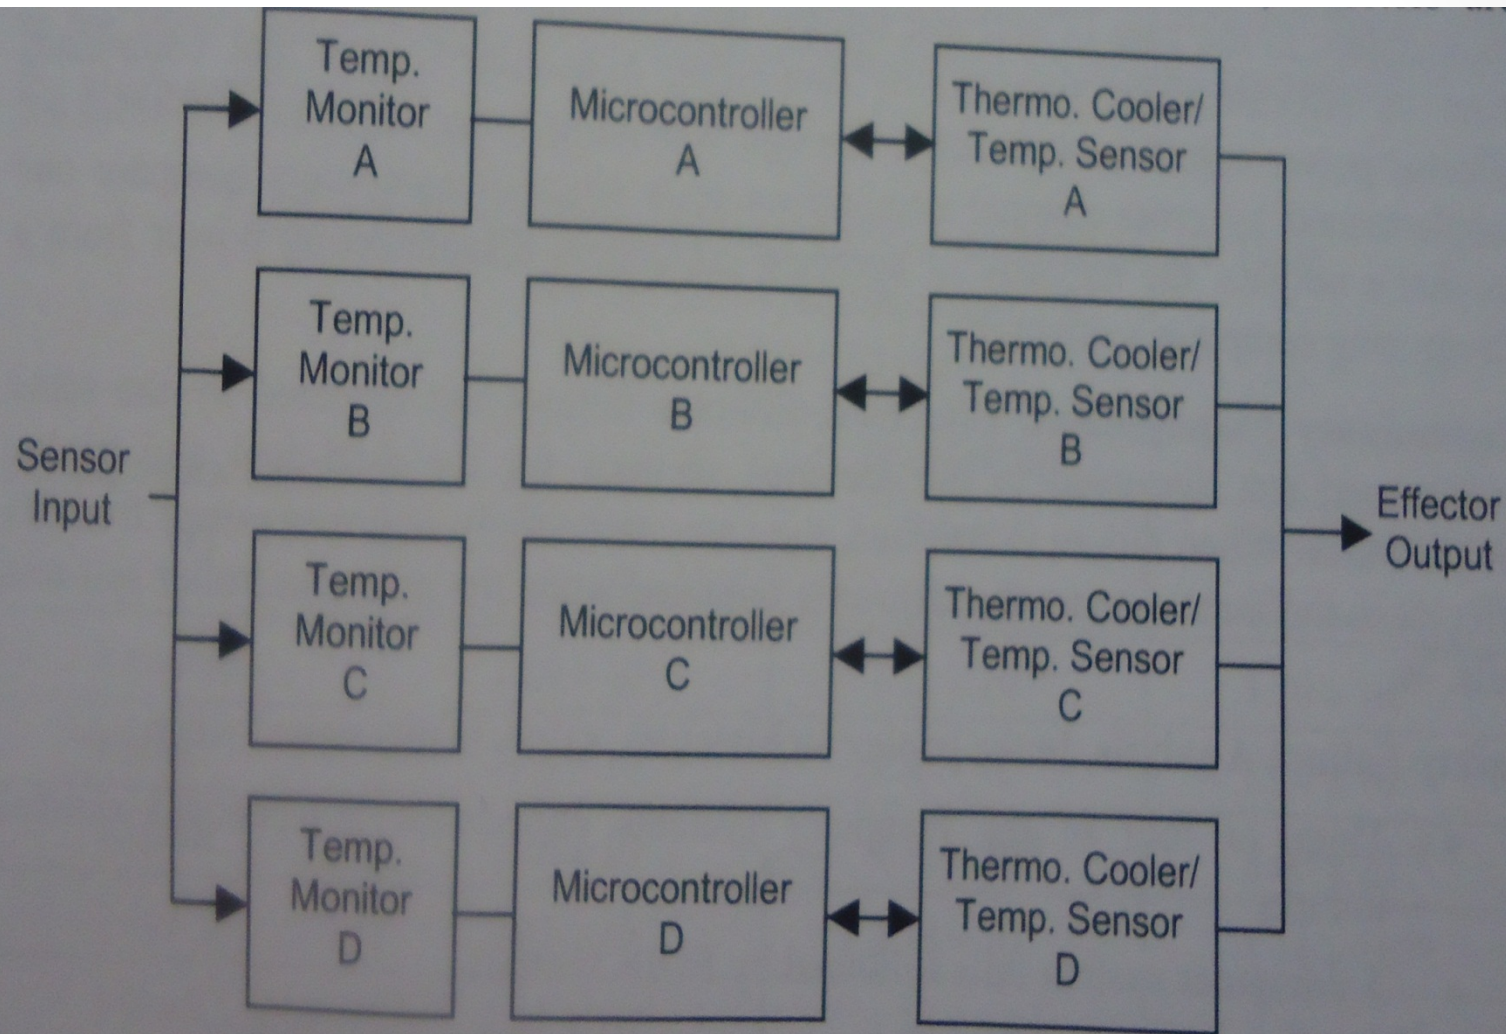 Temp.
Monitor
A
Microcontroller
A
Thermo. Cooler/
Temp. Sensor
A
Temp.
Monitor
B
Microcontroller
B
Thermo. Cooler/
Temp. Sensor
B
Sensor
Input
Effector
Output
Temp.
Monitor
C
Microcontroller
C
Thermo. Cooler/
Temp. Sensor
C
Temp.
Monitor
D
Microcontroller
D
Thermo. Cooler/
Temp. Sensor
D